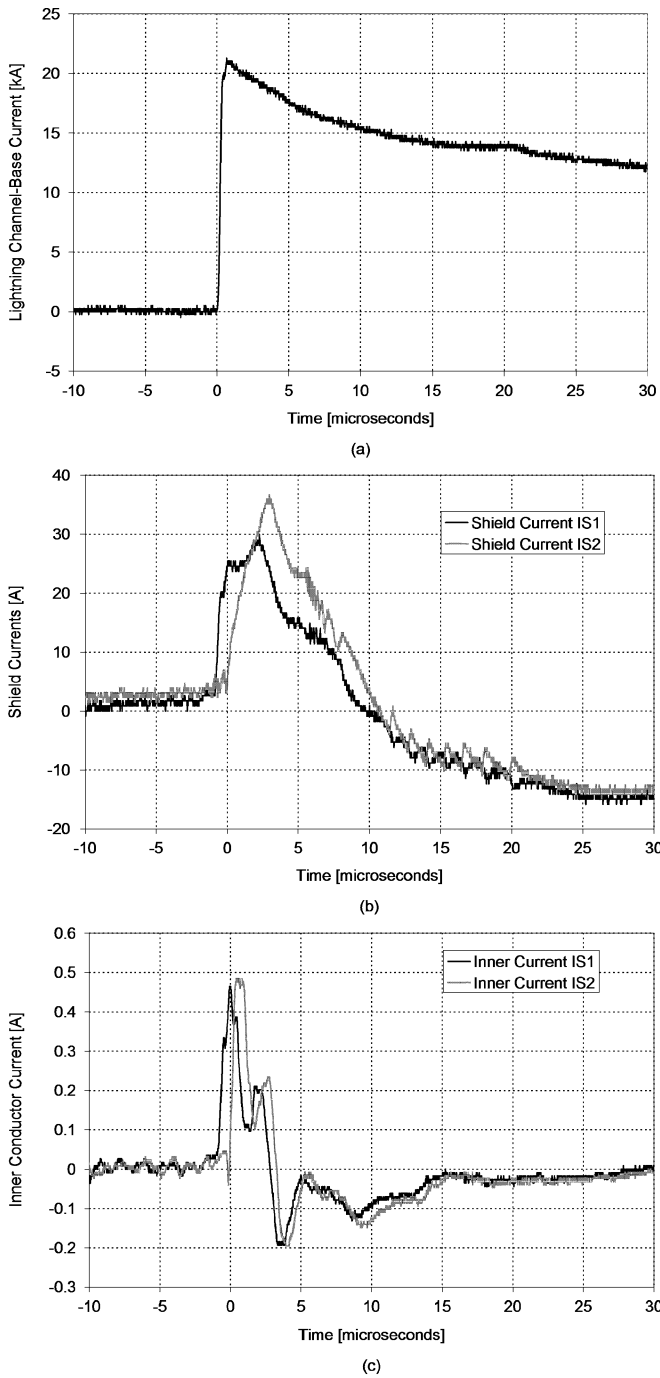 Lightning Channel-Base Current [kA]
25
20
15
10
5
0
-5
-10 -5 0 5 10 15 20 25 30
Time [microseconds]
(a)
Shield Currents [A]
40
30
20
10
0
-10
-20
Shield Current IS1
Shield Current IS2
-10 -5 0 5 10 15 20 25 30
Time [microseconds]
(b)
Inner Conductor Current [A]
0.6
0.5
0.4
0.3
0.2
0.1
0
-0.1
-0.2
-0.3
Inner Current IS1
Inner Current IS2
-10 -5 0 5 10 15 20 25 30
Time [microseconds]
(c)